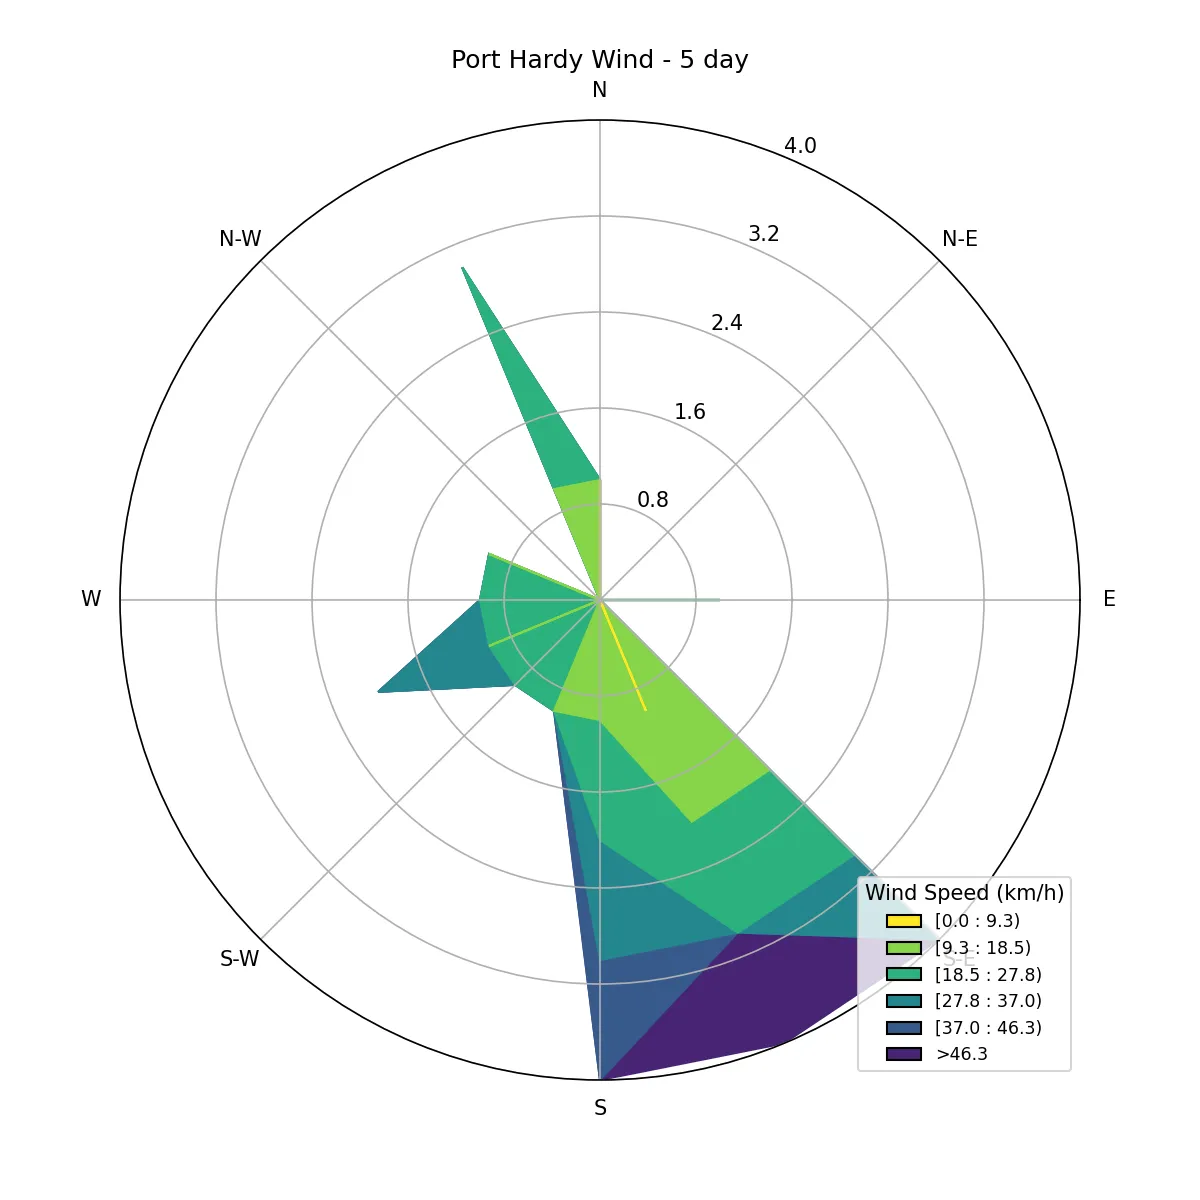 Port Hardy Wind - 5 day
N
4.0
N-W
N-E
3.2
2.4
1.6
0.8
W
E
S-W
S-E
Wind Speed (km/h)
[0.0 : 9.3)
[9.3 : 18.5)
[18.5 : 27.8)
[27.8 : 37.0)
[37.0 : 46.3)
>46.3
S